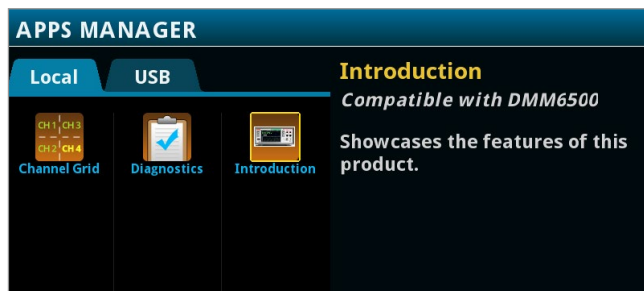 APPS MANAGER
Local
USB
Introduction
Compatible with DMM6500
Showcases the features of this
product.
CH1 CH3
CH2 CH4
Channel Grid
Diagnostics
Introduction